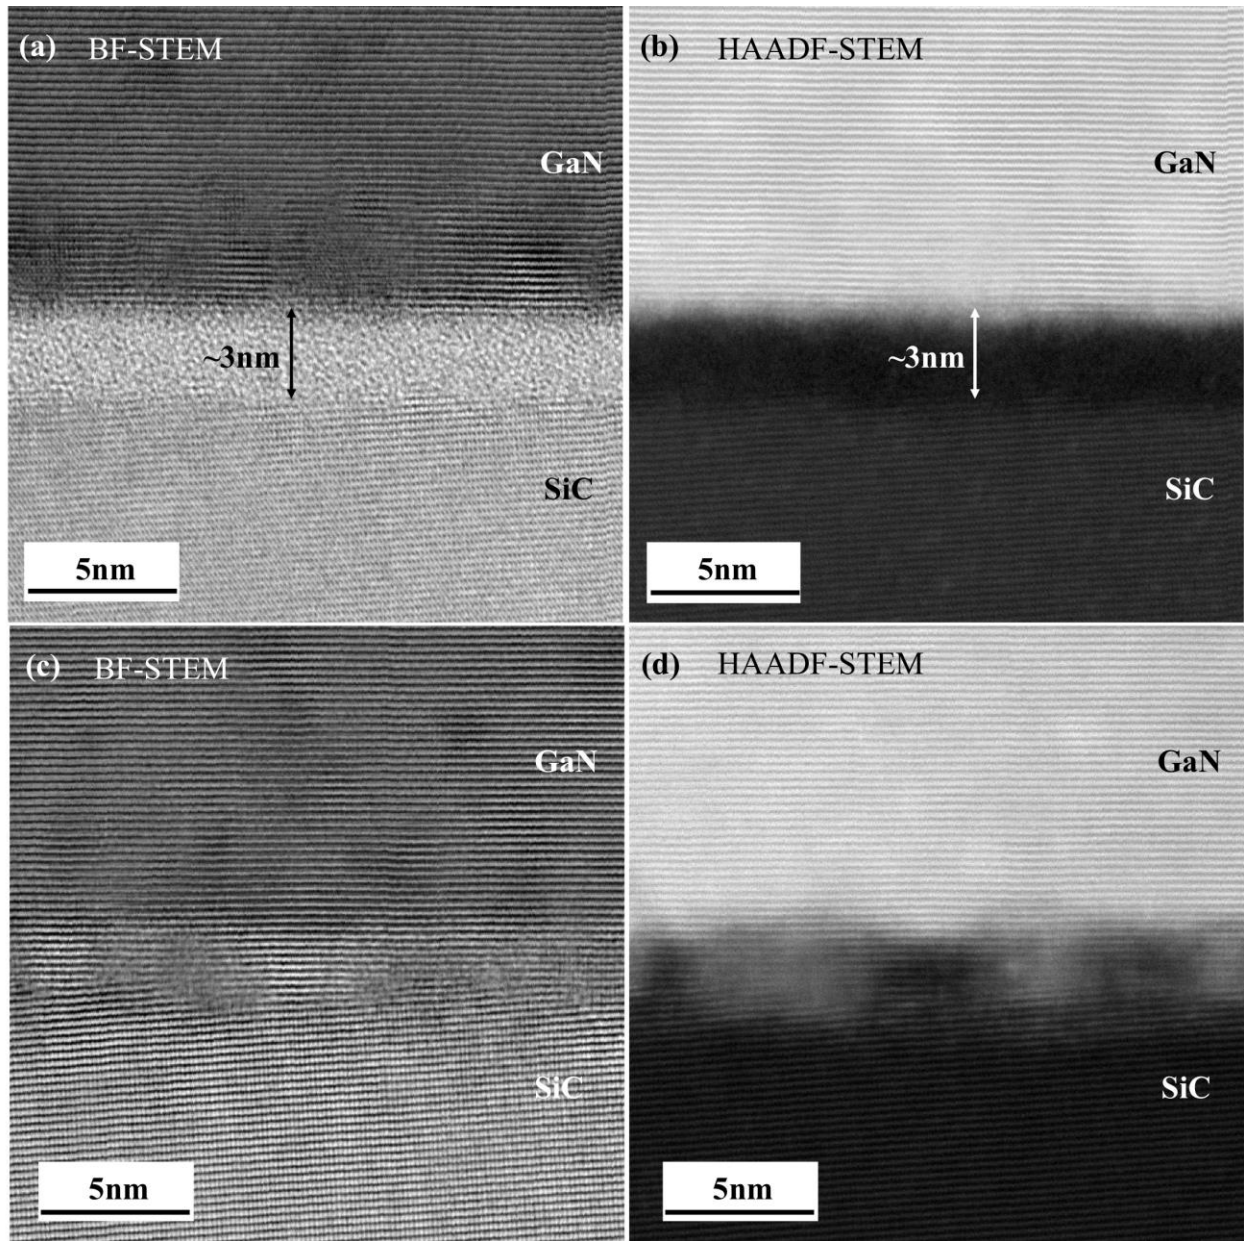 (a) BF-STEM
GaN
~3nm
SiC
5nm
(b) HAADF-STEM
GaN
~3nm
SiC
5nm
(c) BF-STEM
GaN
SiC
5nm
(d) HAADF-STEM
GaN
SiC
5nm